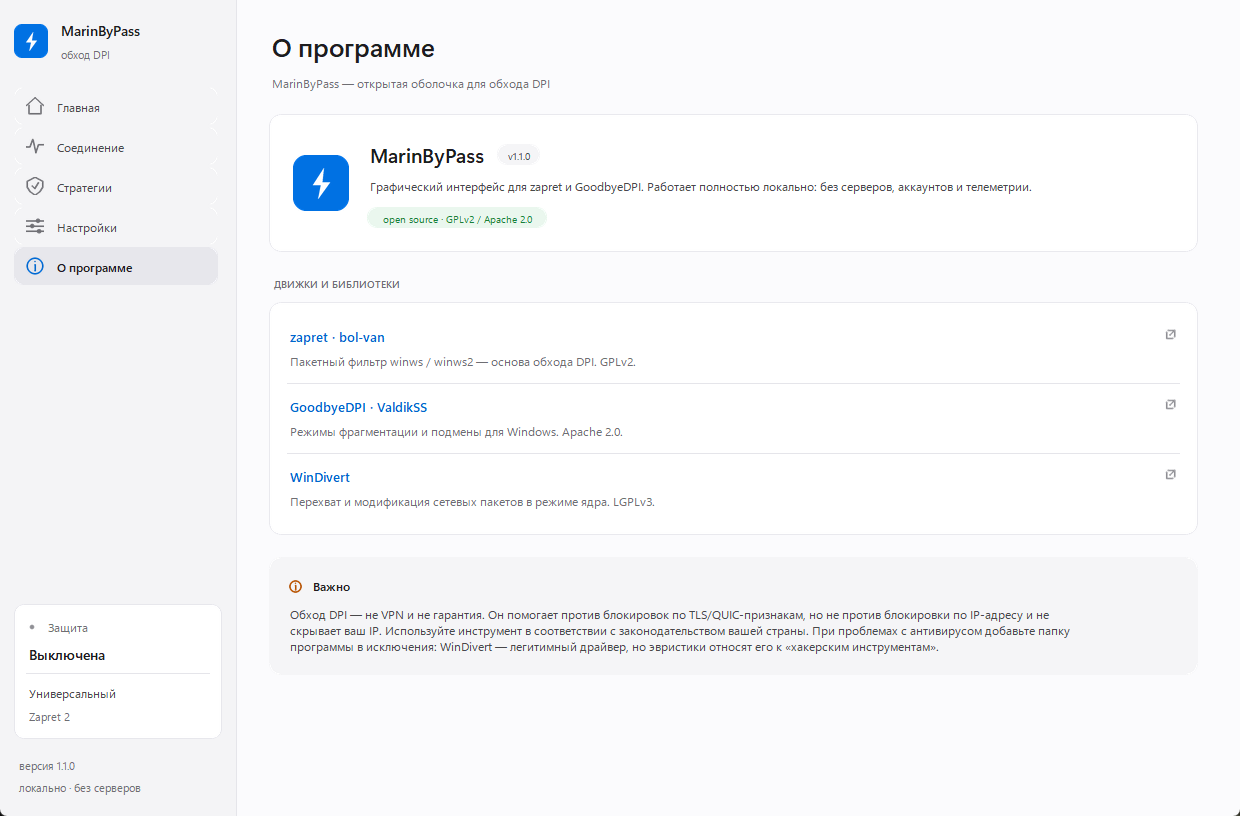 MarinByPass
обход DPI
Главная
Соединение
Стратегии
Настройки
О программе
Защита
Выключена
Универсальный
Zapret 2
версия 1.1.0
локально · без серверов
О программе
MarinByPass — открытая оболочка для обхода DPI
MarinByPass v1.1.0
Графический интерфейс для zapret и GoodbyeDPI. Работает полностью локально: без серверов, аккаунтов и телеметрии.
open source · GPLv2 / Apache 2.0
ДВИЖКИ И БИБЛИОТЕКИ
zapret · bol-van
Пакетный фильтр winws / winws2 — основа обхода DPI. GPLv2.
GoodbyeDPI · ValdikSS
Режимы фрагментации и подмены для Windows. Apache 2.0.
WinDivert
Перехват и модификация сетевых пакетов в режиме ядра. LGPLv3.
Важно
Обход DPI — не VPN и не гарантия. Он помогает против блокировок по TLS/QUIC-признакам, но не против блокировки по IP-адресу и не
скрывает ваш IP. Используйте инструмент в соответствии с законодательством вашей страны. При проблемах с антивирусом добавьте папку
программы в исключения: WinDivert — легитимный драйвер, но эвристики относят его к «хакерским инструментам».